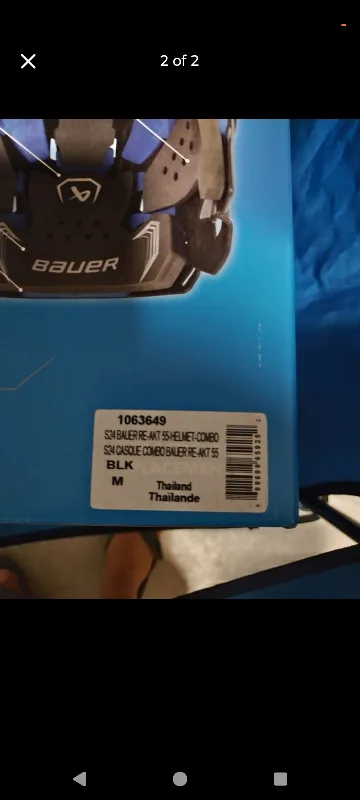 2 of 2
BAUER
1063649
S24 BAUER RE-AKT 55-HELMET-COMBO
S24 CASQUE COMBO BAUER RE-AKT 55
BLK
M
Thailand
Thaïlande